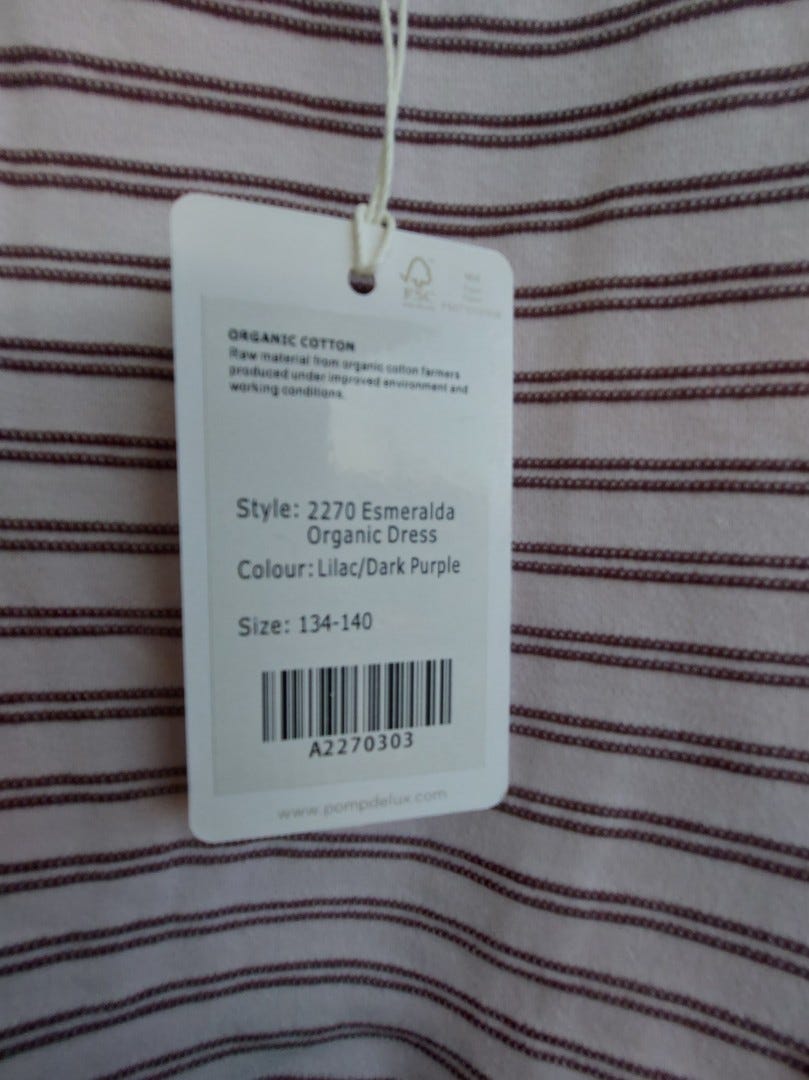 FSC
ORGANIC COTTON
Raw material from organic cotton farmers
produced under improved environment and
working conditions.
Style: 2270 Esmeralda
Organic Dress
Colour: Lilac/Dark Purple
Size: 134-140
A2270303
www.pompdelux.com